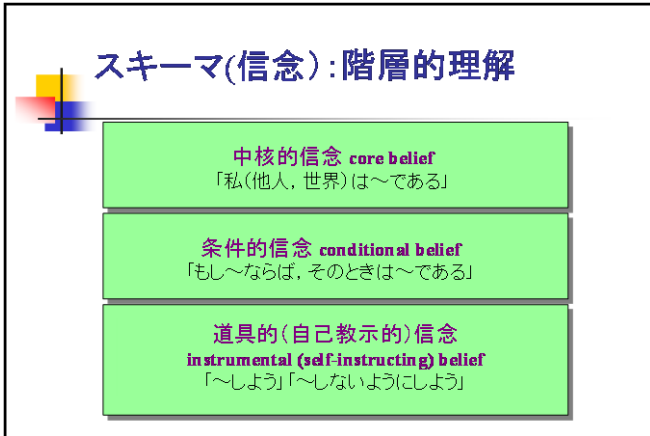 スキーマ(信念)：階層的理解
中核的信念 core belief
「私(他人，世界)は～である」
条件的信念 conditional belief
「もし～ならば，そのときは～である」
道具的(自己教示的)信念
instrumental (self-instructing) belief
「～しよう」「～しないようにしよう」